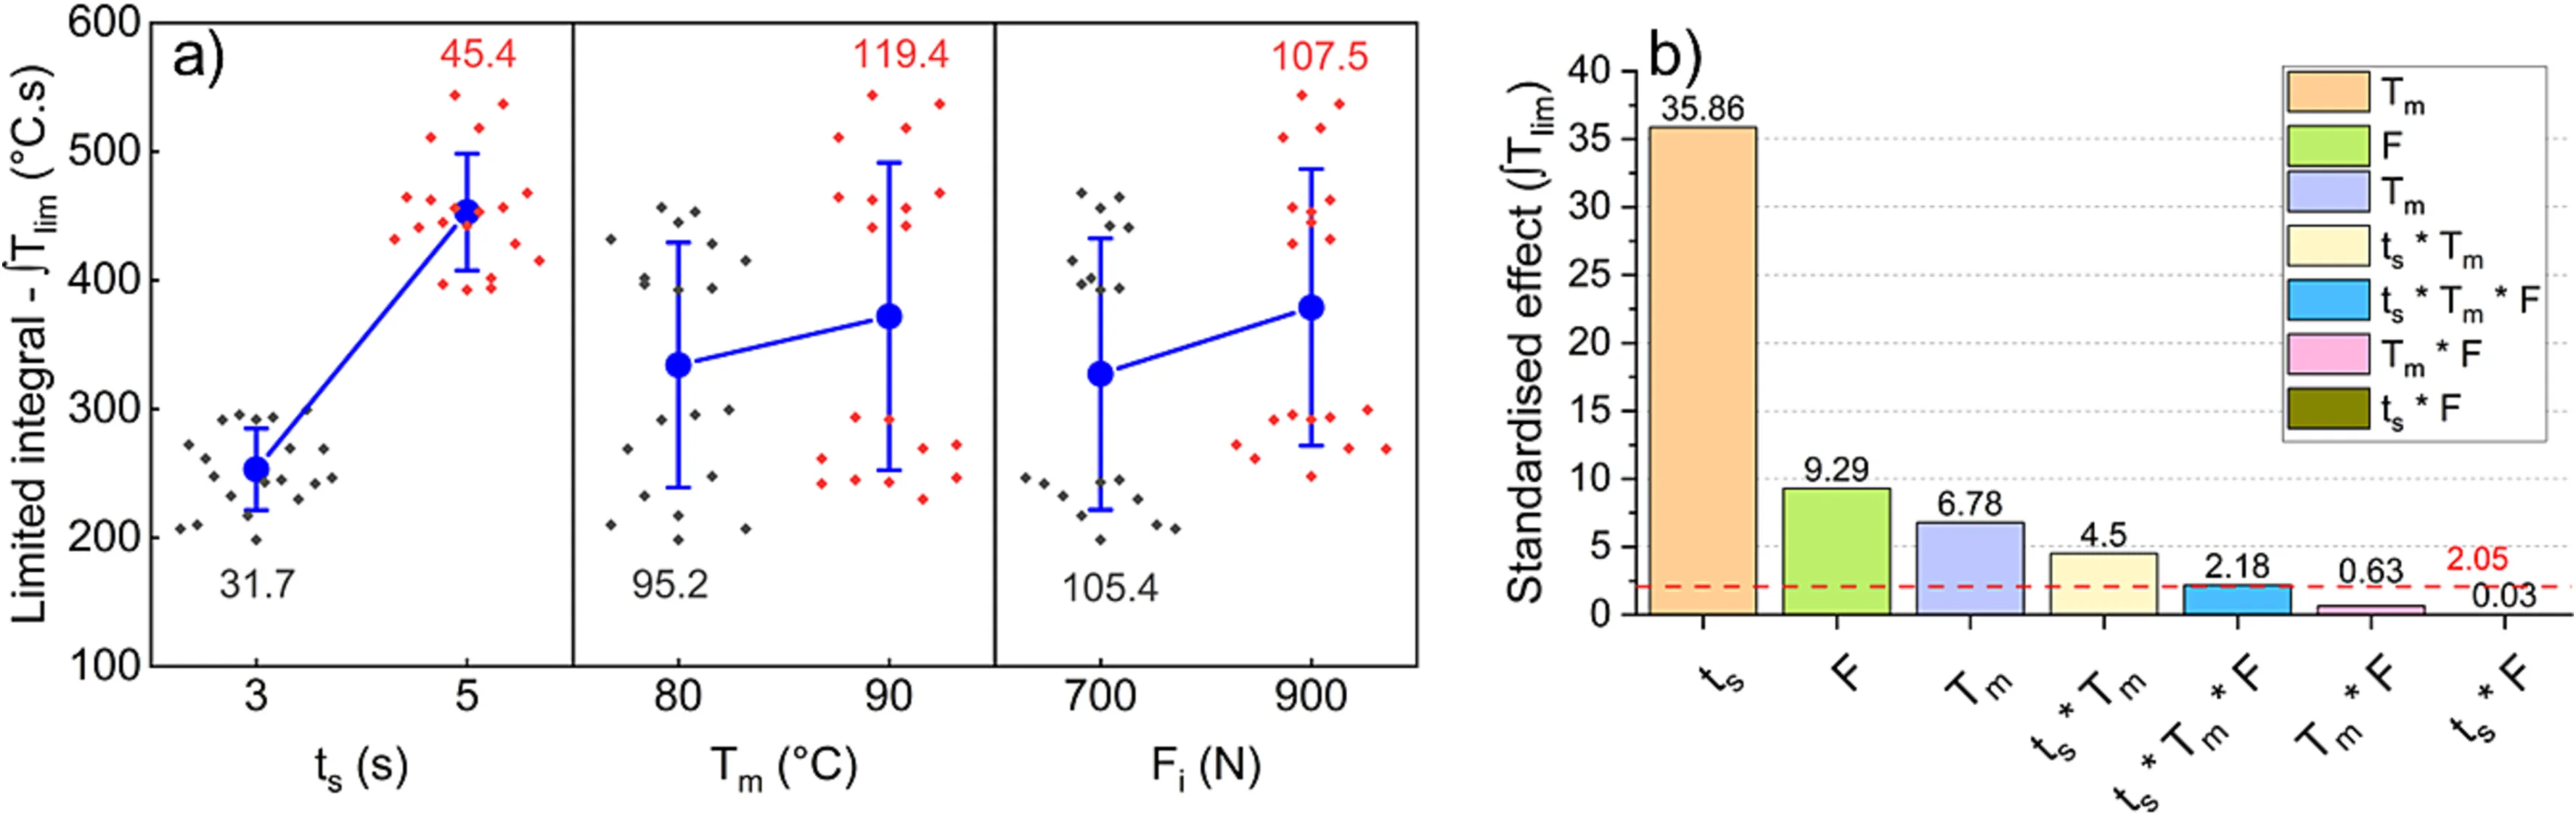 a)
Limited integral - ∫T_lim (°C.s)
600
500
400
300
200
100
45.4
119.4
107.5
31.7
95.2
105.4
3
5
80
90
700
900
t_s (s)
T_m (°C)
F_i (N)
b)
Standardised effect (∫T_lim)
40
35
30
25
20
15
10
5
0
35.86
9.29
6.78
4.5
2.18
0.63
2.05
0.03
T_m
F
T_m
t_s * T_m
t_s * T_m * F
T_m * F
t_s * F
t_s
F
T_m
t_s * T_m
t_s * T_m * F
T_m * F
t_s * F